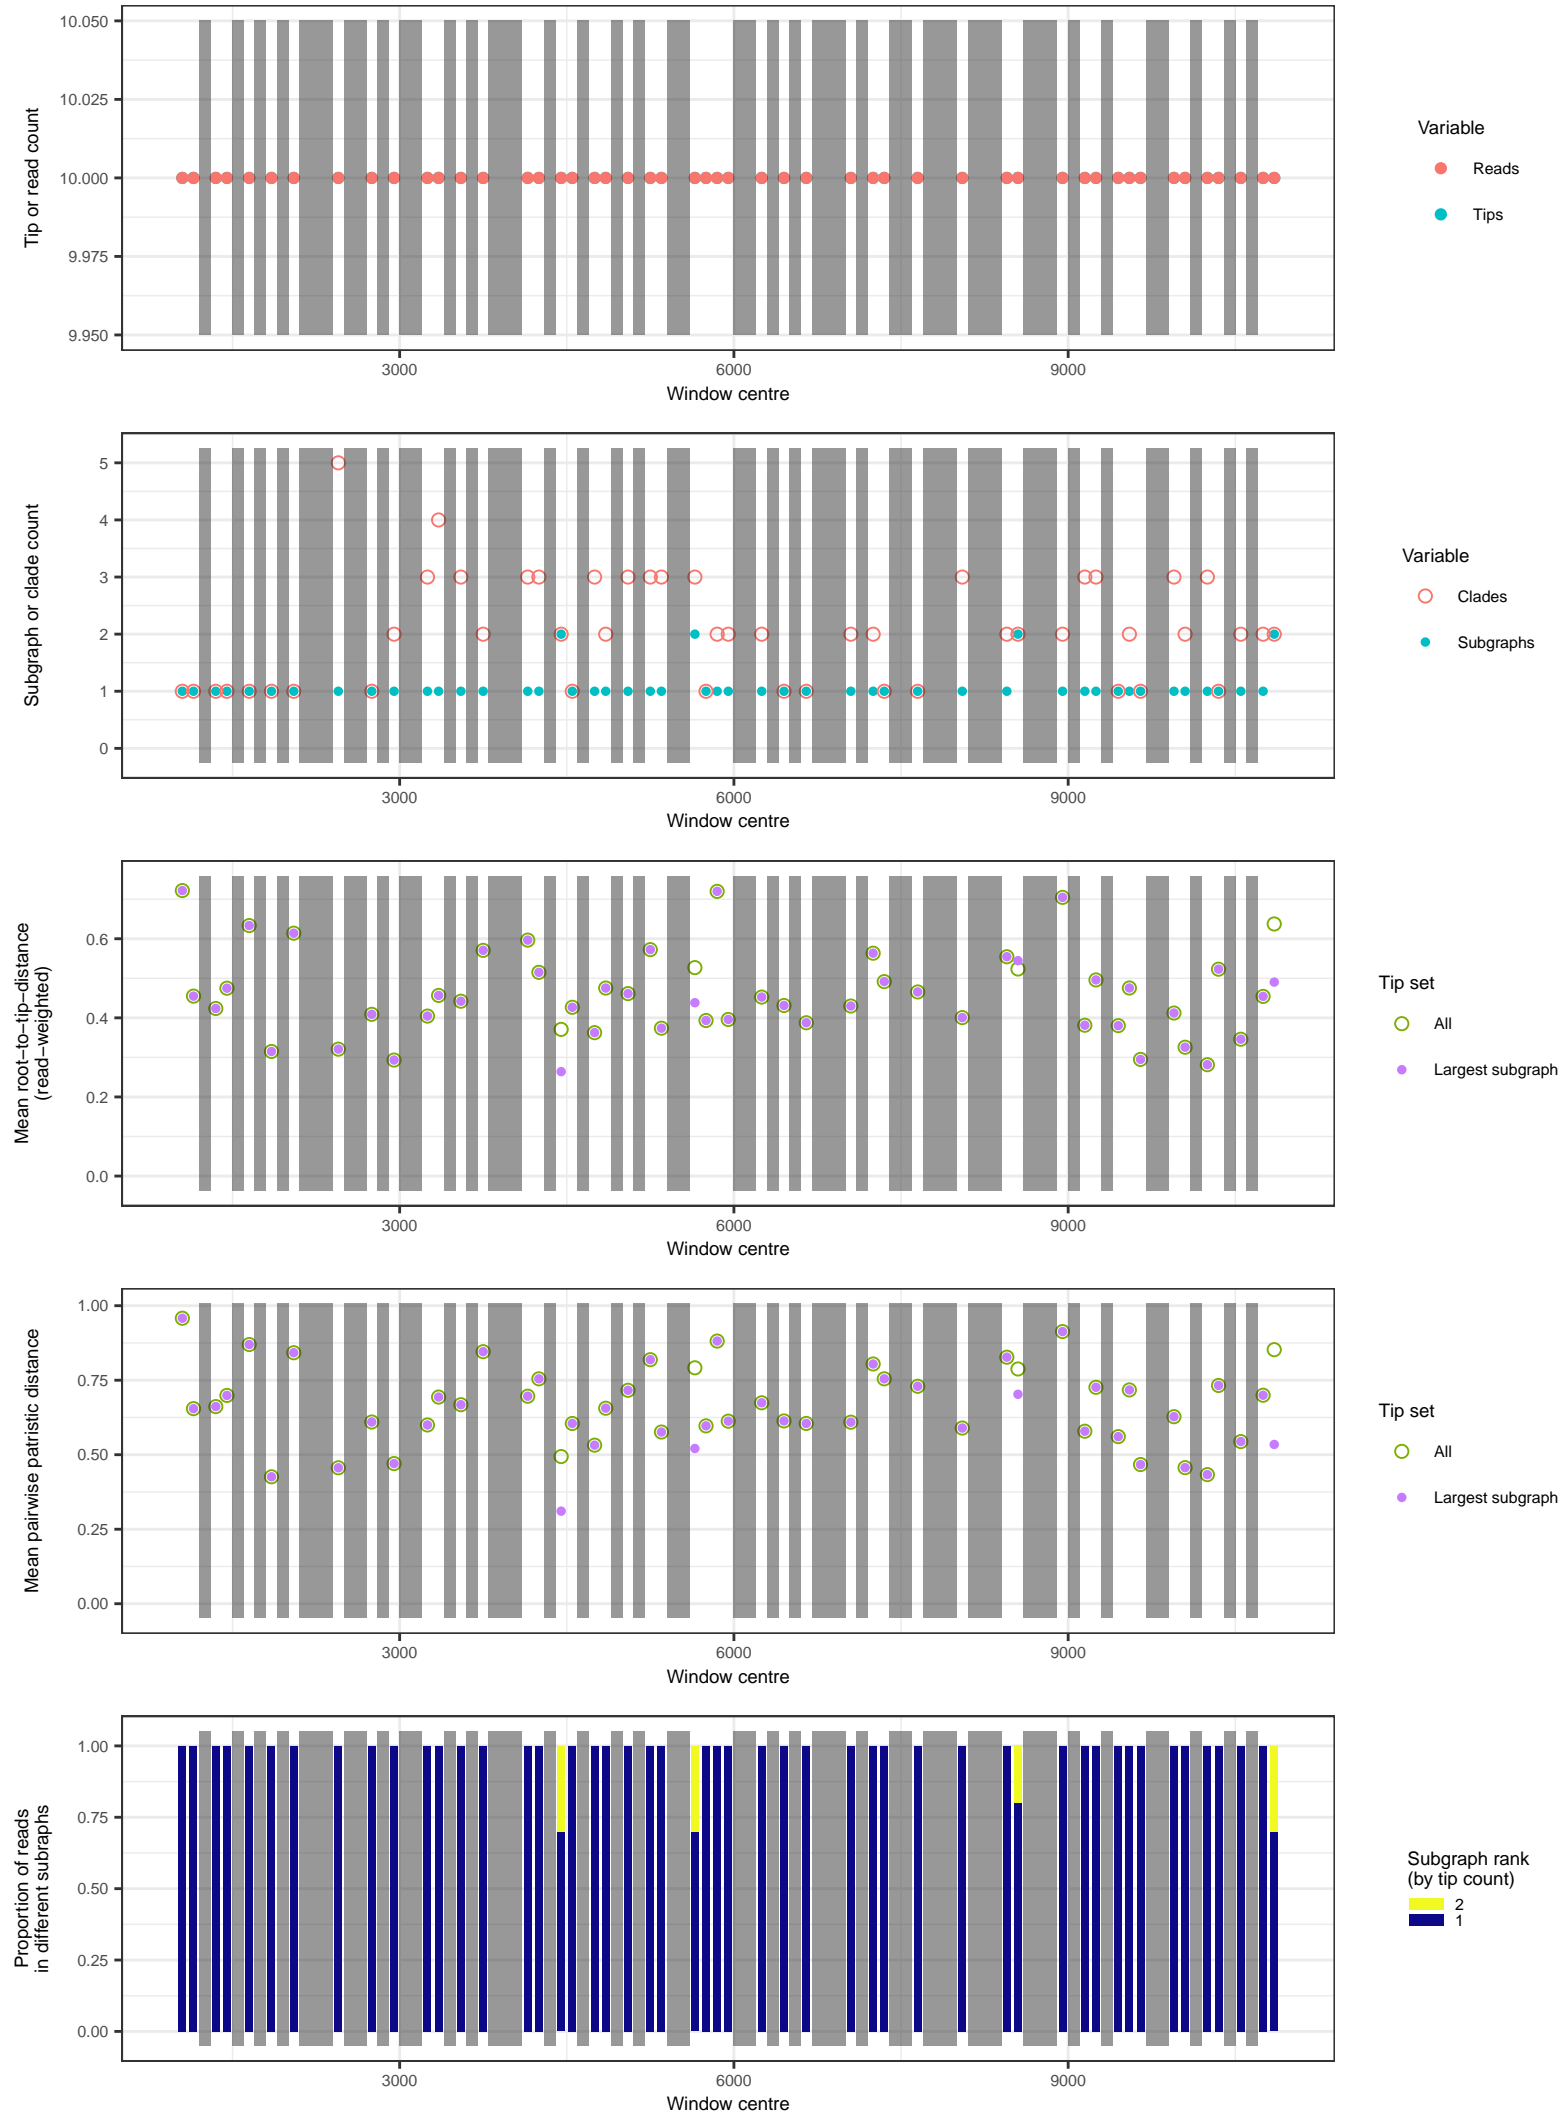 10.050
10.025
10.000
9.975
9.950
Tip or read count
3000
6000
9000
Window centre
Variable
Reads
Tips
5
4
3
2
1
0
Subgraph or clade count
3000
6000
9000
Window centre
Variable
Clades
Subgraphs
0.6
0.4
0.2
0.0
Mean root−to−tip−distance
(read−weighted)
3000
6000
9000
Window centre
Tip set
All
Largest subgraph
1.00
0.75
0.50
0.25
0.00
Mean pairwise patristic distance
3000
6000
9000
Window centre
Tip set
All
Largest subgraph
1.00
0.75
0.50
0.25
0.00
Proportion of reads
in different subraphs
3000
6000
9000
Window centre
Subgraph rank
(by tip count)
2
1